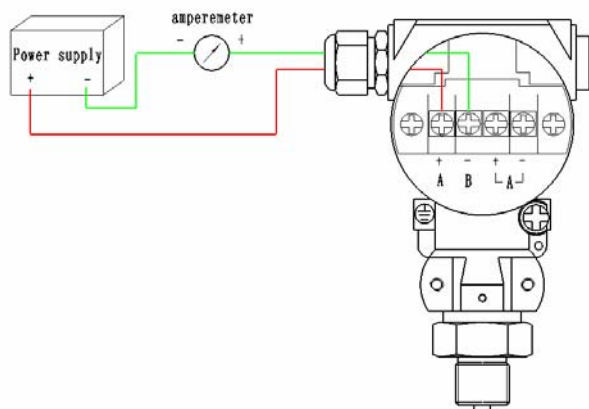 amperemeter
- +
Power supply
+ -
+ - + -
A B A